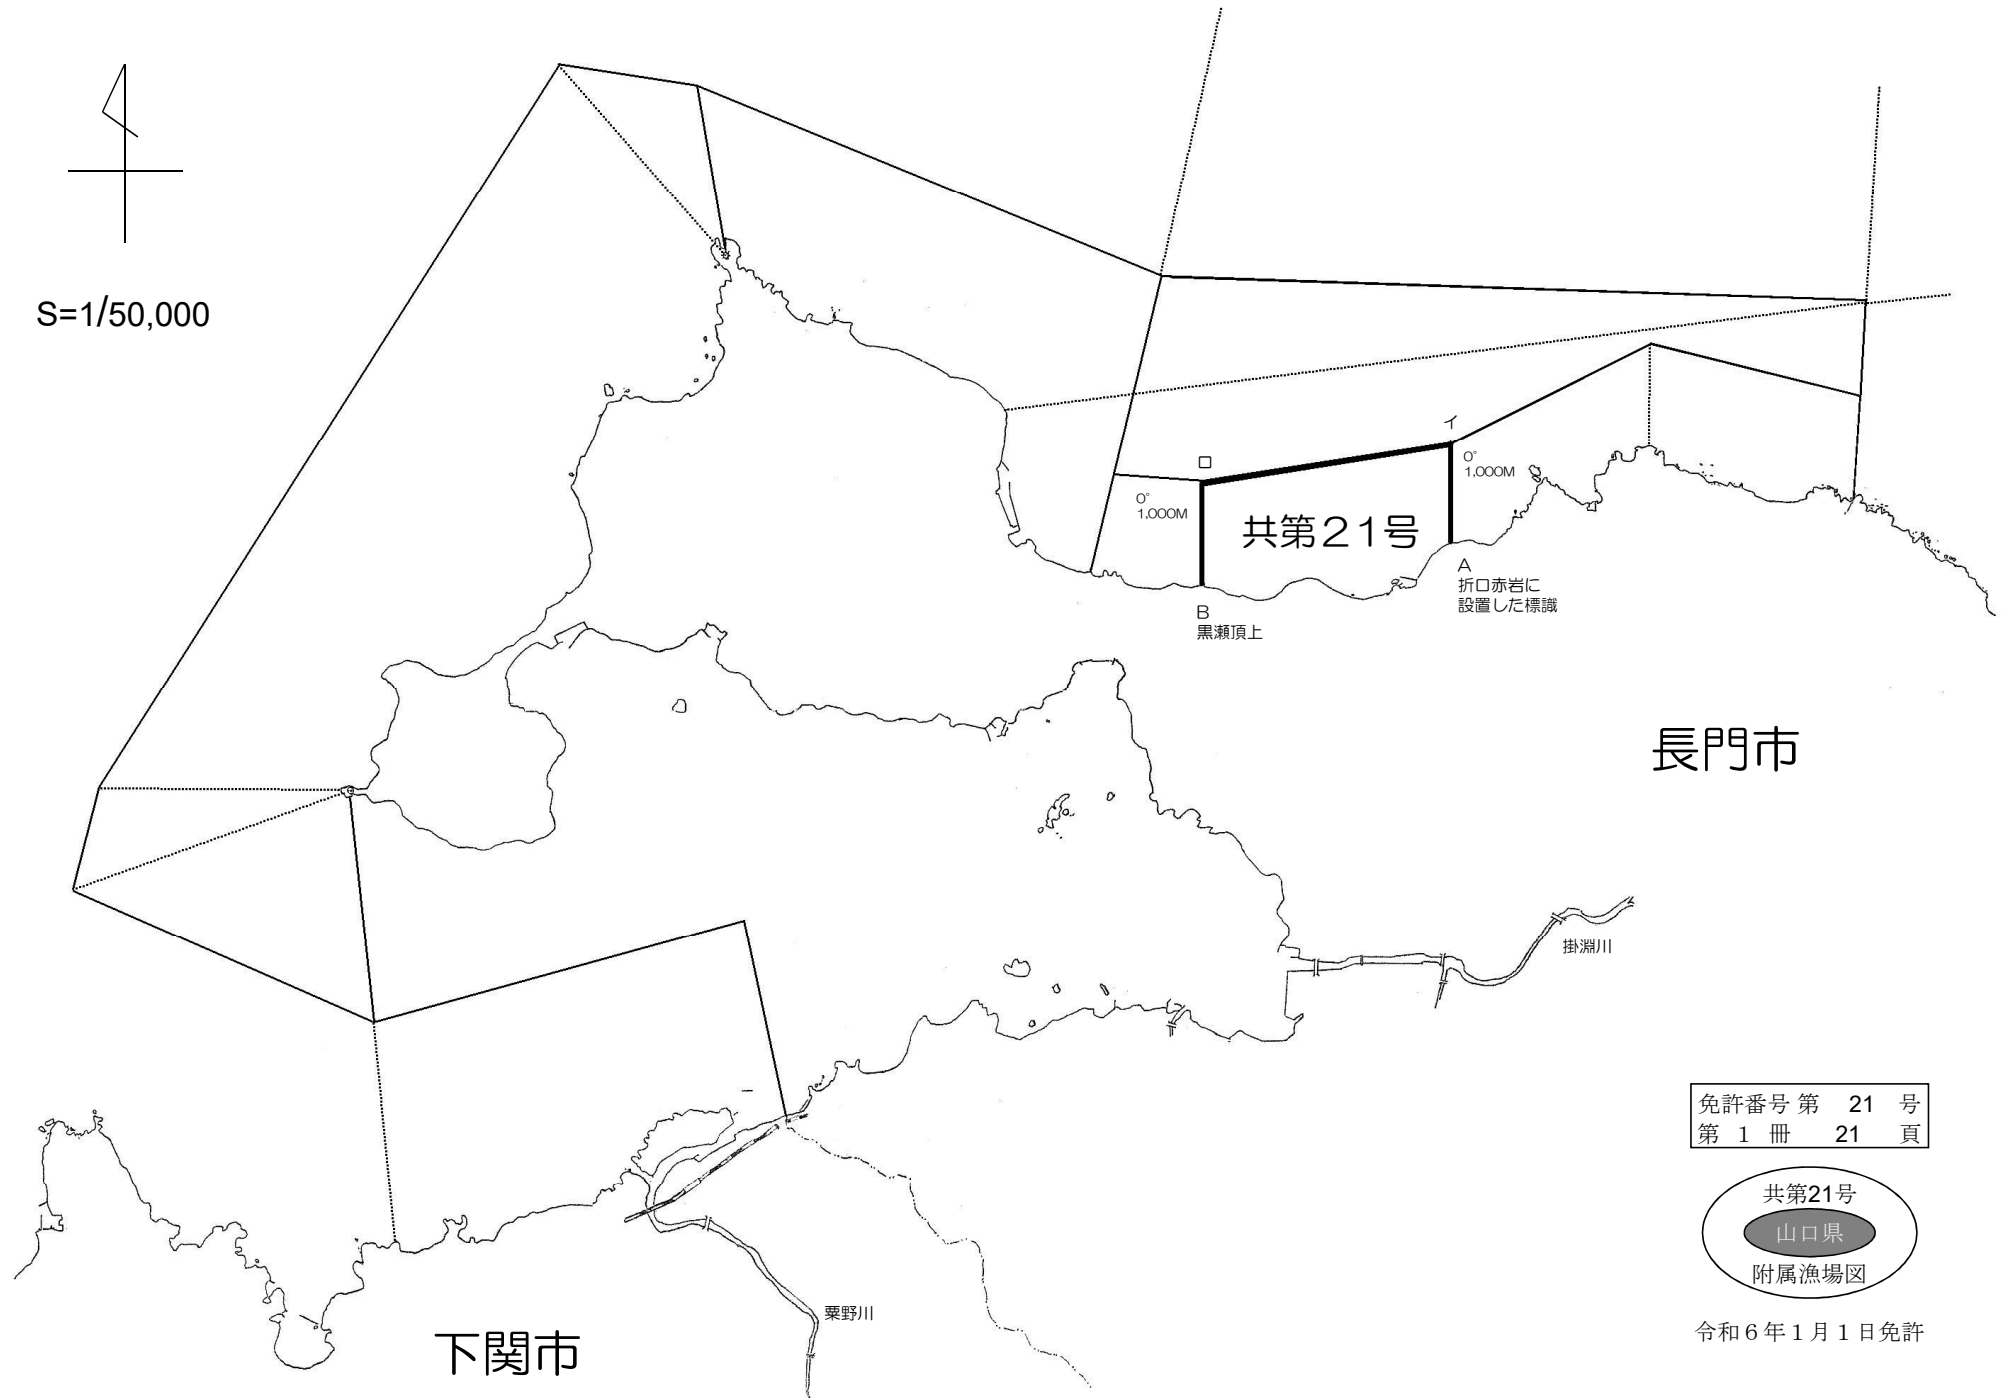 S=1/50,000
イ
ロ
0°
1,000M
0°
1,000M
共第21号
A
折口赤岩に
設置した標識
B
黒瀬頂上
長門市
掛淵川
粟野川
下関市
免許番号 第 21 号
第 1 冊 21 頁
共第21号
山口県
附属漁場図
令和6年1月1日免許